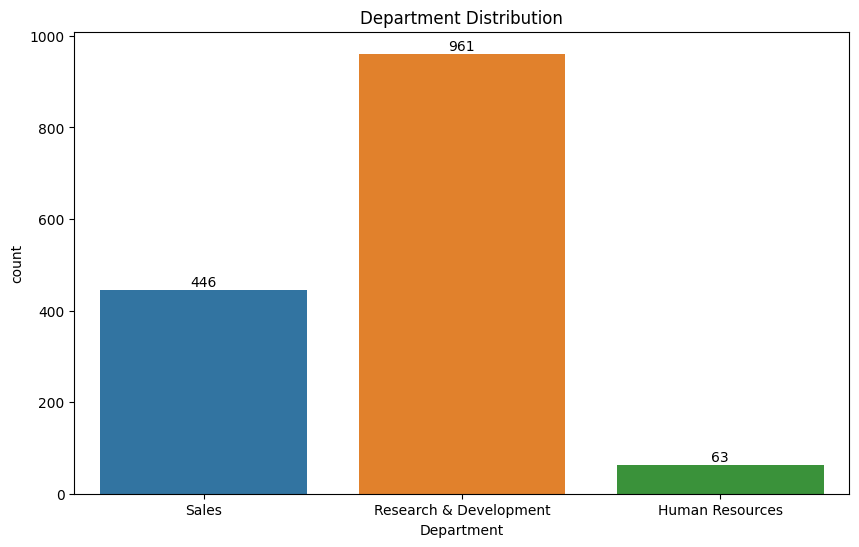 Department Distribution
1000
800
600
400
200
0
count
446
961
63
Sales
Research & Development
Human Resources
Department